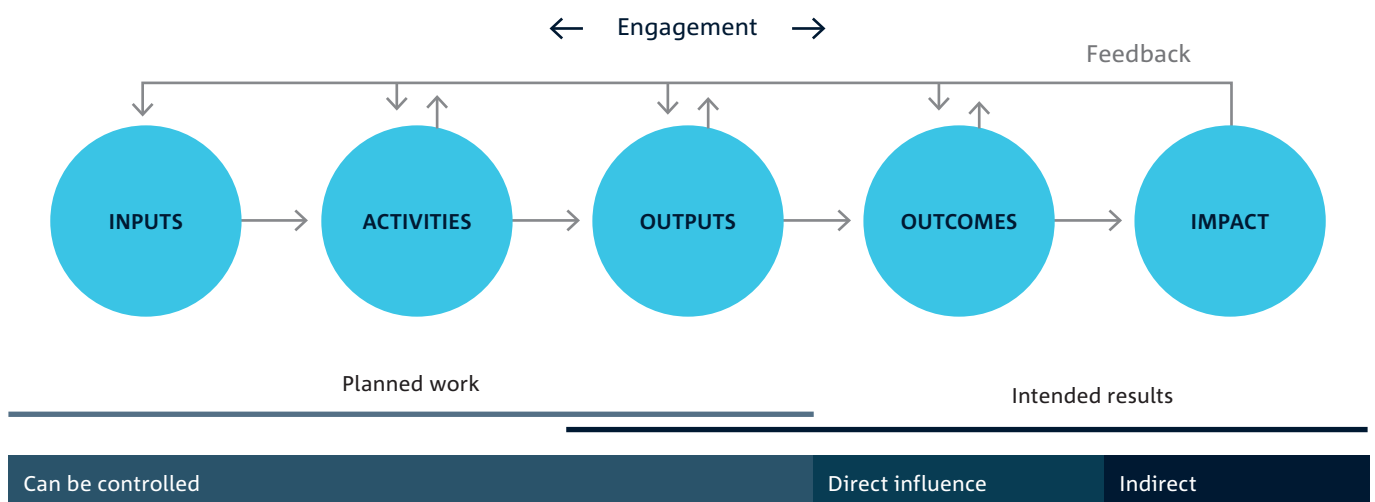 Engagement
Feedback
INPUTS
ACTIVITIES
OUTPUTS
OUTCOMES
IMPACT
Planned work
Intended results
Can be controlled
Direct influence
Indirect